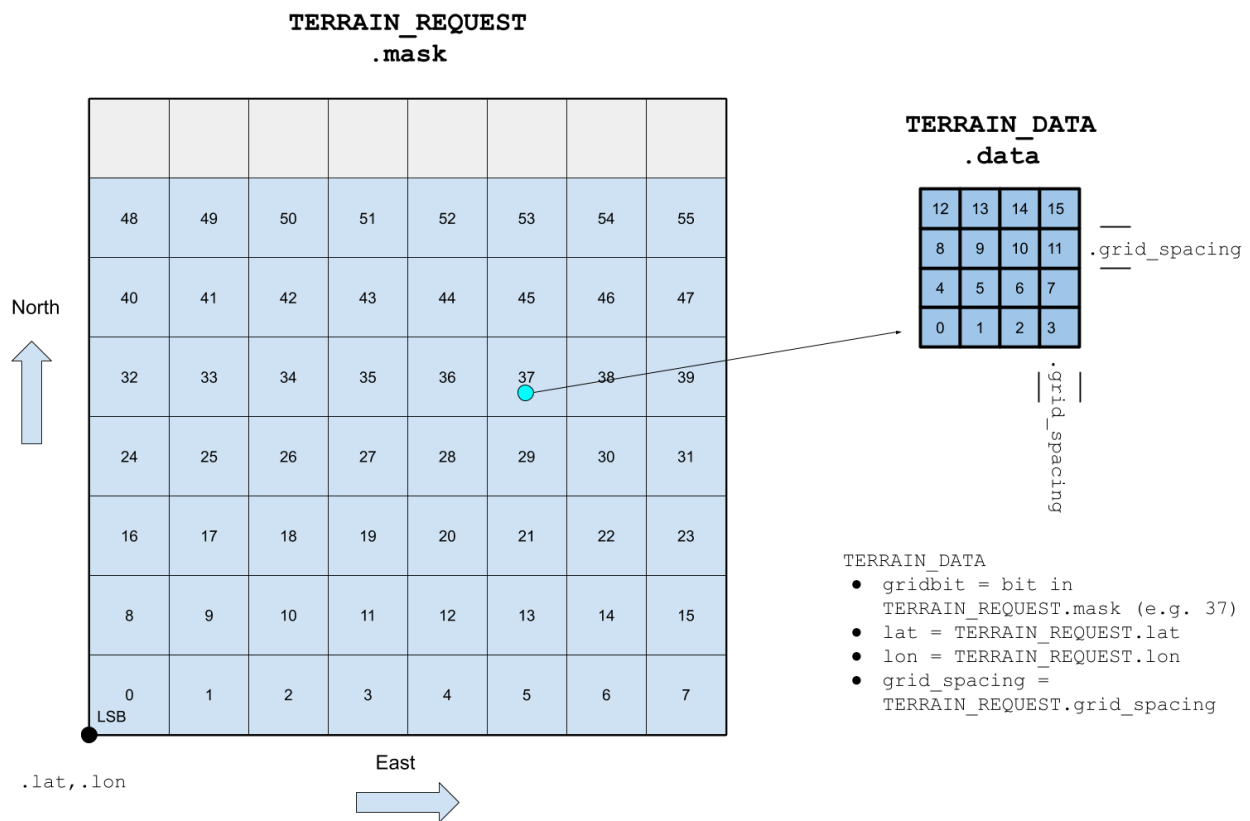 TERRAIN_REQUEST
.mask
48 49 50 51 52 53 54 55
40 41 42 43 44 45 46 47
32 33 34 35 36 37 38 39
24 25 26 27 28 29 30 31
16 17 18 19 20 21 22 23
8 9 10 11 12 13 14 15
0 1 2 3 4 5 6 7
LSB
North
East
.lat,.lon
TERRAIN_DATA
.data
12 13 14 15
8 9 10 11
4 5 6 7
0 1 2 3
.grid_spacing
.grid_spacing
TERRAIN_DATA
● gridbit = bit in
TERRAIN_REQUEST.mask (e.g. 37)
● lat = TERRAIN_REQUEST.lat
● lon = TERRAIN_REQUEST.lon
● grid_spacing =
TERRAIN_REQUEST.grid_spacing